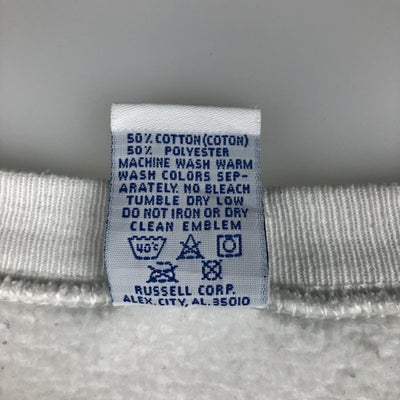 50% COTTON (COTON)
50% POLYESTER
MACHINE WASH WARM
WASH COLORS SEP-
ARATELY. NO BLEACH
TUMBLE DRY LOW
DO NOT IRON OR DRY
CLEAN EMBLEM
40°C
RUSSELL CORP.
ALEX. CITY, AL. 35010